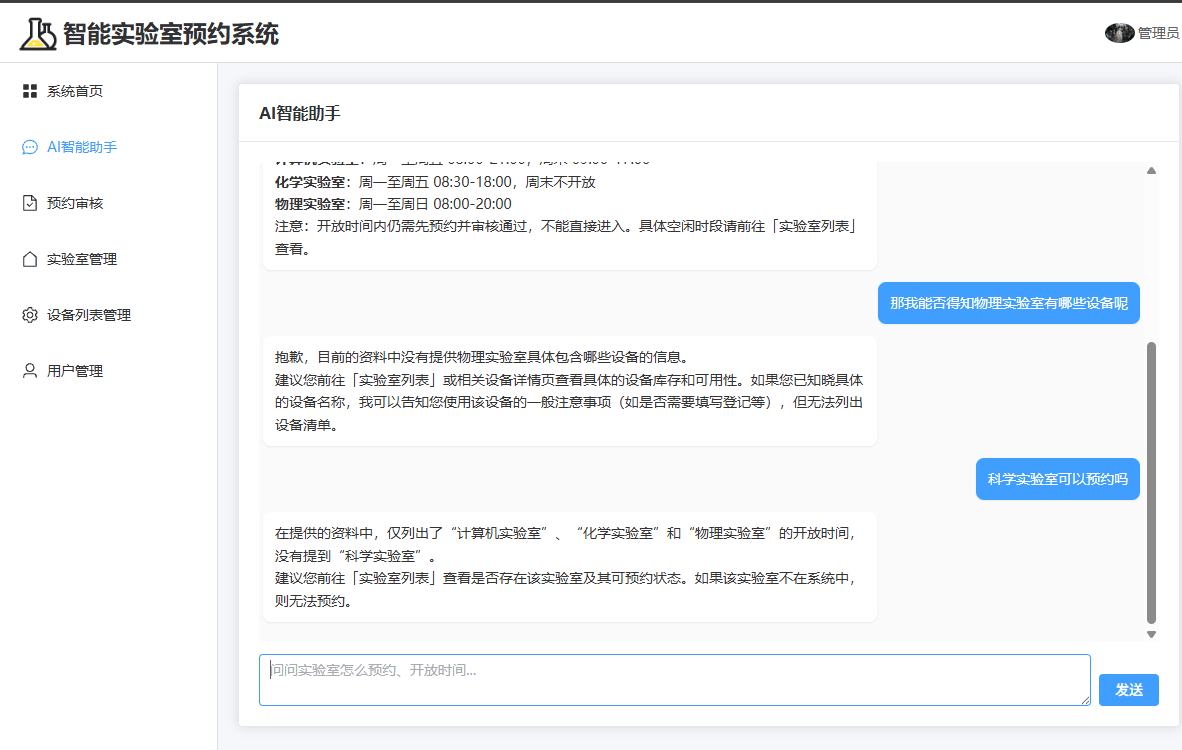 智能实验室预约系统
管理员
系统首页
AI智能助手
预约审核
实验室管理
设备列表管理
用户管理
AI智能助手
化学实验室：周一至周五 08:30-18:00，周末不开放
物理实验室：周一至周日 08:00-20:00
注意：开放时间内仍需先预约并审核通过，不能直接进入。具体空闲时段请前往「实验室列表」
查看。
那我能否得知物理实验室有哪些设备呢
抱歉，目前的资料中没有提供物理实验室具体包含哪些设备的信息。
建议您前往「实验室列表」或相关设备详情页查看具体的设备库存和可用性。如果您已知晓具体
的设备名称，我可以告知您使用该设备的一般注意事项（如是否需要填写登记等），但无法列出
设备清单。
科学实验室可以预约吗
在提供的资料中，仅列出了“计算机实验室”、“化学实验室”和“物理实验室”的开放时间，
没有提到“科学实验室”。
建议您前往「实验室列表」查看是否存在该实验室及其可预约状态。如果该实验室不在系统中，
则无法预约。
问问实验室怎么预约、开放时间...
发送